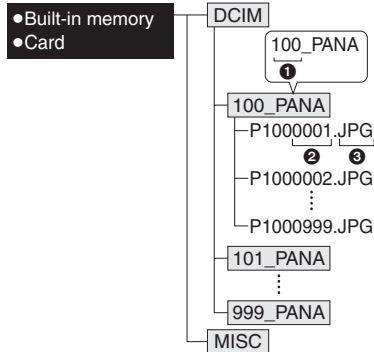 ●Built-in memory
●Card
DCIM
100_PANA
❶
100_PANA
P1000001.JPG
❷ ❸
P1000002.JPG
P1000999.JPG
101_PANA
999_PANA
MISC